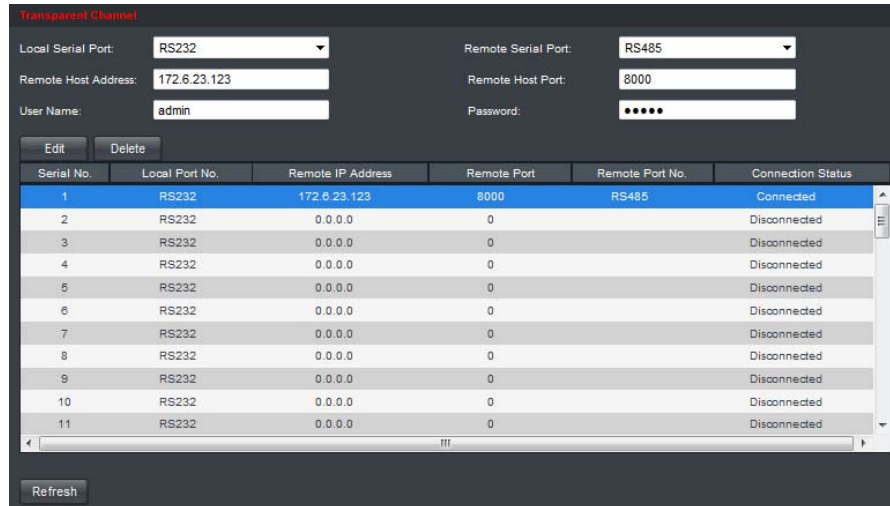 Transparent Channel
Local Serial Port: RS232 Remote Serial Port: RS485
Remote Host Address: 172.6.23.123 Remote Host Port: 8000
User Name: admin Password: •••••
Edit Delete
Serial No. Local Port No. Remote IP Address Remote Port Remote Port No. Connection Status
1 RS232 172.6.23.123 8000 RS485 Connected
2 RS232 0.0.0.0 0 Disconnected
3 RS232 0.0.0.0 0 Disconnected
4 RS232 0.0.0.0 0 Disconnected
5 RS232 0.0.0.0 0 Disconnected
6 RS232 0.0.0.0 0 Disconnected
7 RS232 0.0.0.0 0 Disconnected
8 RS232 0.0.0.0 0 Disconnected
9 RS232 0.0.0.0 0 Disconnected
10 RS232 0.0.0.0 0 Disconnected
11 RS232 0.0.0.0 0 Disconnected
Refresh